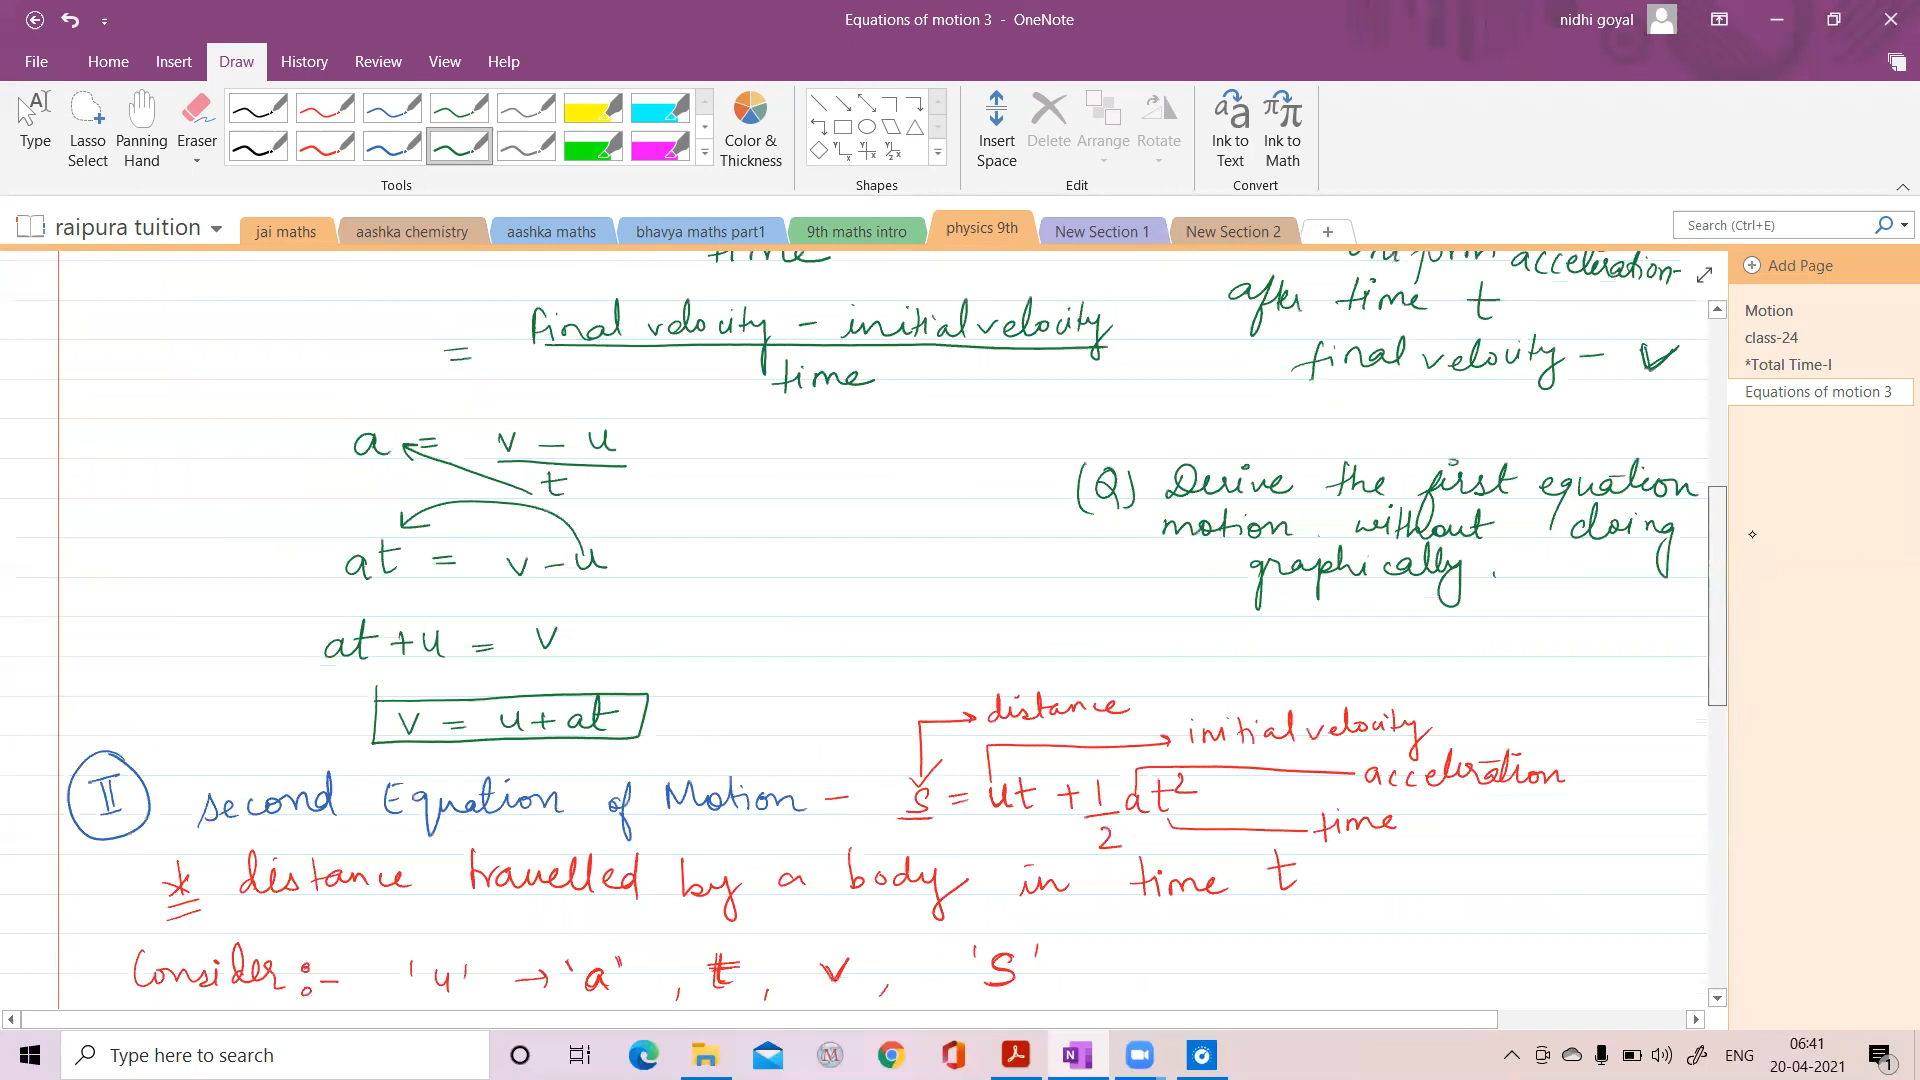 Equations of motion 3 - OneNote
nidhi goyal
File Home Insert Draw History Review View Help
Type
Lasso Select
Panning Hand
Eraser
Color & Thickness
Insert Space
Delete
Arrange
Rotate
Ink to Text
Ink to Math
Tools
Shapes
Edit
Convert
raipura tuition
jai maths
aashka chemistry
aashka maths
bhavya maths part1
9th maths intro
physics 9th
New Section 1
New Section 2
+
Search (Ctrl+E)
Add Page
Motion
class-24
*Total Time-I
Equations of motion 3
time
= final velocity - initial velocity
time
uniform acceleration-
after time t
final velocity - v
a = v - u
t
at = v - u
at + u = v
v = u + at
(Q) Derive the first equation
motion without doing
graphically.
II second Equation of Motion - s = ut + 1/2 at²
distance
initial velocity
acceleration
time
* distance travelled by a body in time t
Consider :- 'u' → 'a', t, v, 'S'
Type here to search
ENG
06:41
20-04-2021
1